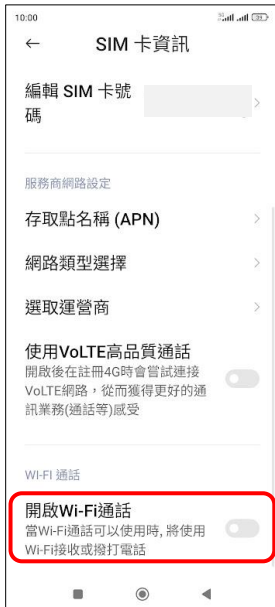 10:00
← SIM 卡資訊
編輯 SIM 卡號
碼
服務商網路設定
存取點名稱 (APN)
網路類型選擇
選取運營商
使用VoLTE高品質通話
開啟後在註冊4G時會嘗試連接
VoLTE網路，從而獲得更好的通
訊業務(通話等)感受
WI-FI 通話
開啟Wi-Fi通話
當Wi-Fi通話可以使用時, 將使用
Wi-Fi接收或撥打電話